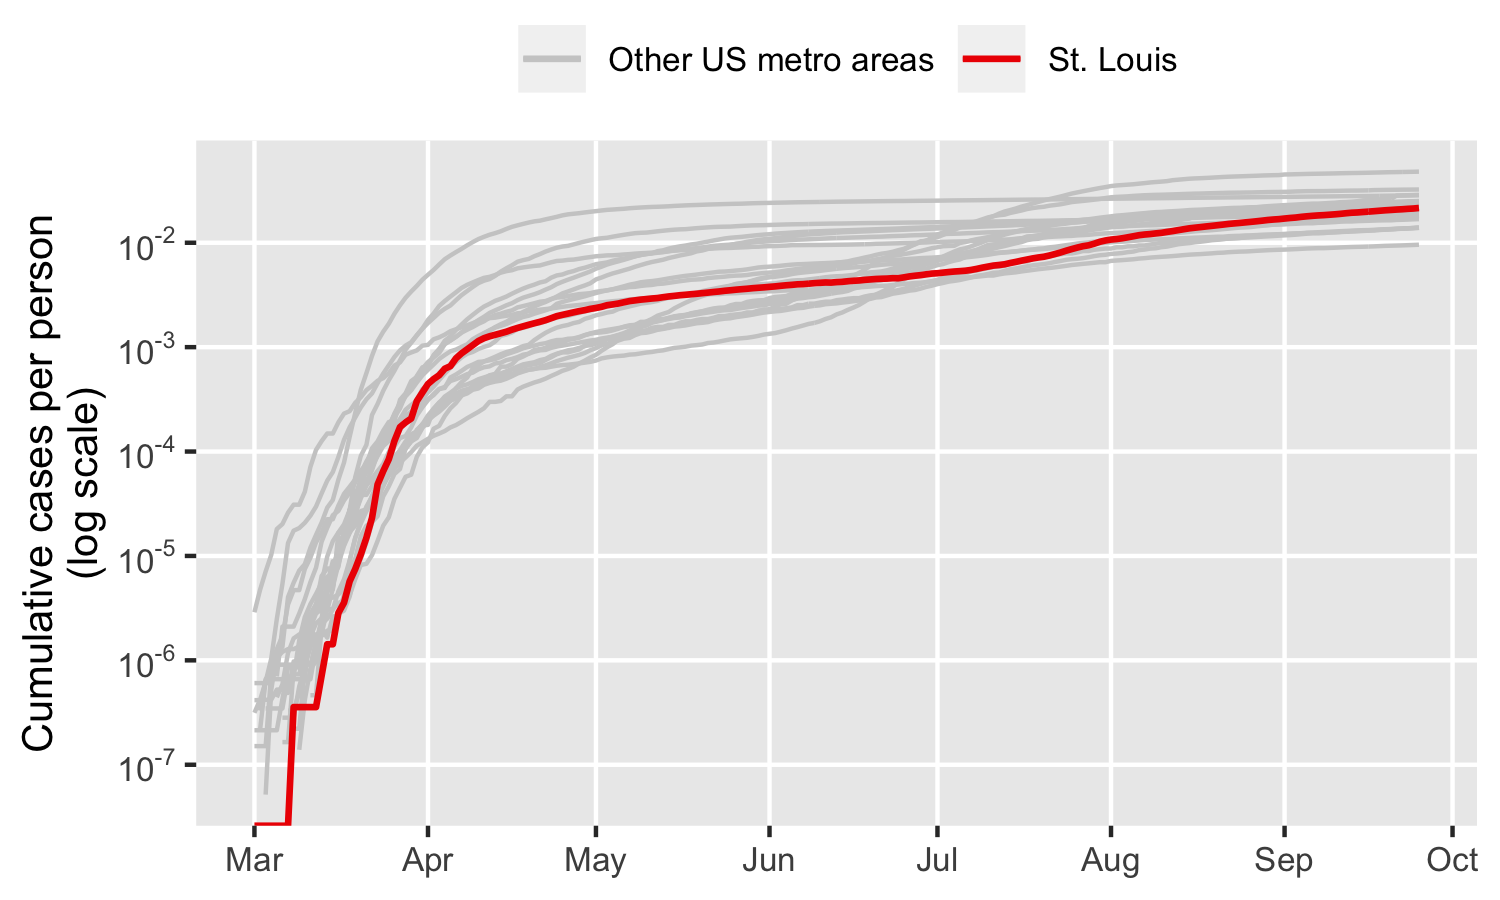 Other US metro areas
St. Louis
Cumulative cases per person
(log scale)
10-2
10-3
10-4
10-5
10-6
10-7
Mar Apr May Jun Jul Aug Sep Oct